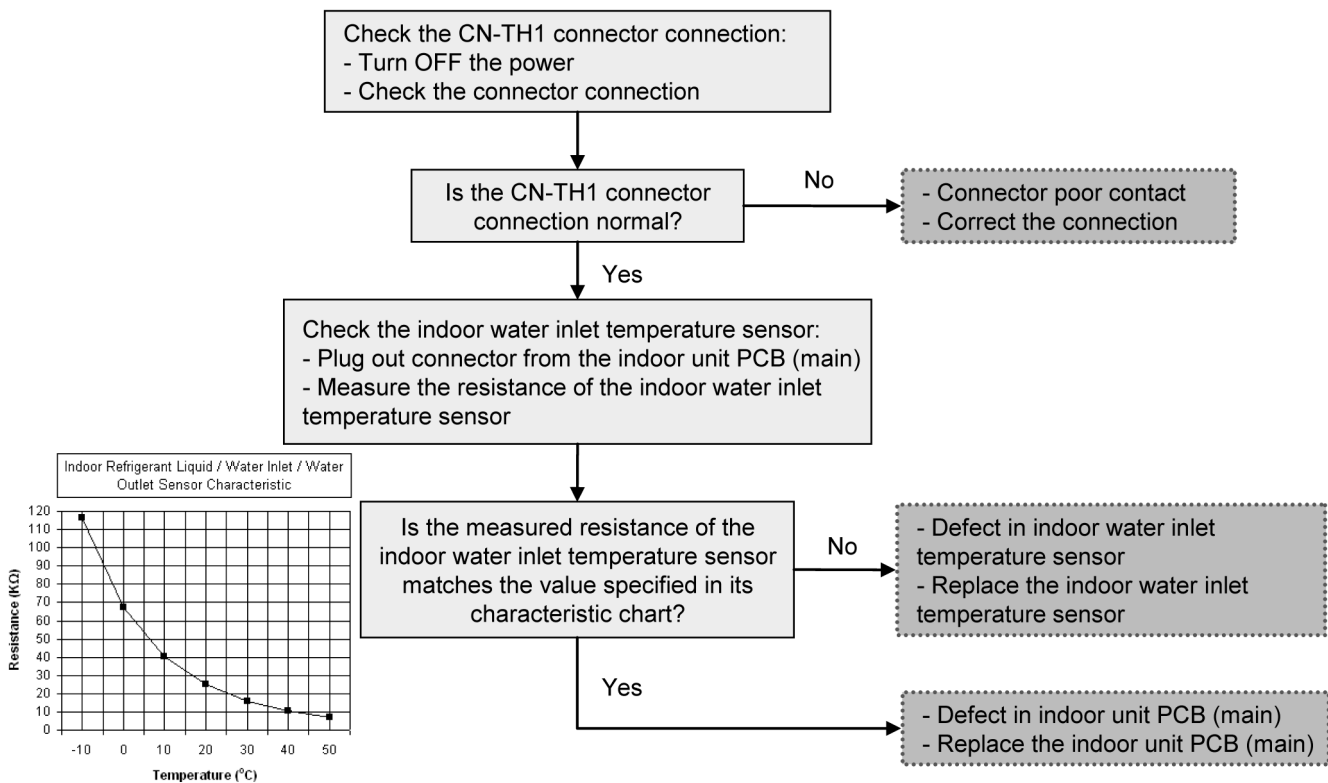 Check the CN-TH1 connector connection:
- Turn OFF the power
- Check the connector connection
Is the CN-TH1 connector
connection normal?
No
- Connector poor contact
- Correct the connection
Yes
Check the indoor water inlet temperature sensor:
- Plug out connector from the indoor unit PCB (main)
- Measure the resistance of the indoor water inlet
temperature sensor
Indoor Refrigerant Liquid / Water Inlet / Water
Outlet Sensor Characteristic
120
110
100
90
80
70
60
50
40
30
20
10
0
Resistance (KΩ)
-10 0 10 20 30 40 50
Temperature (°C)
Is the measured resistance of the
indoor water inlet temperature sensor
matches the value specified in its
characteristic chart?
No
- Defect in indoor water inlet
temperature sensor
- Replace the indoor water inlet
temperature sensor
Yes
- Defect in indoor unit PCB (main)
- Replace the indoor unit PCB (main)